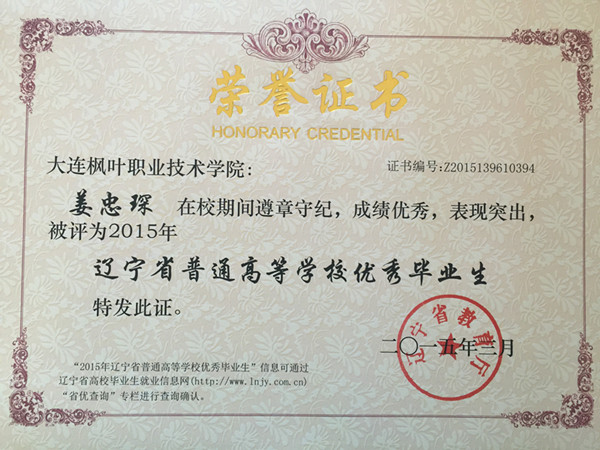 荣誉证书
HONORARY CREDENTIAL
大连枫叶职业技术学院:
证书编号:Z2015139610394
姜忠琛 在校期间遵章守纪，成绩优秀，表现突出，
被评为2015年
辽宁省普通高等学校优秀毕业生
特发此证。
辽宁省教育厅
二〇一五年三月
“2015年辽宁省普通高等学校优秀毕业生”信息可通过
辽宁省高校毕业生就业信息网(http://www.lnjy.com.cn)
“省优查询”专栏进行查询确认。